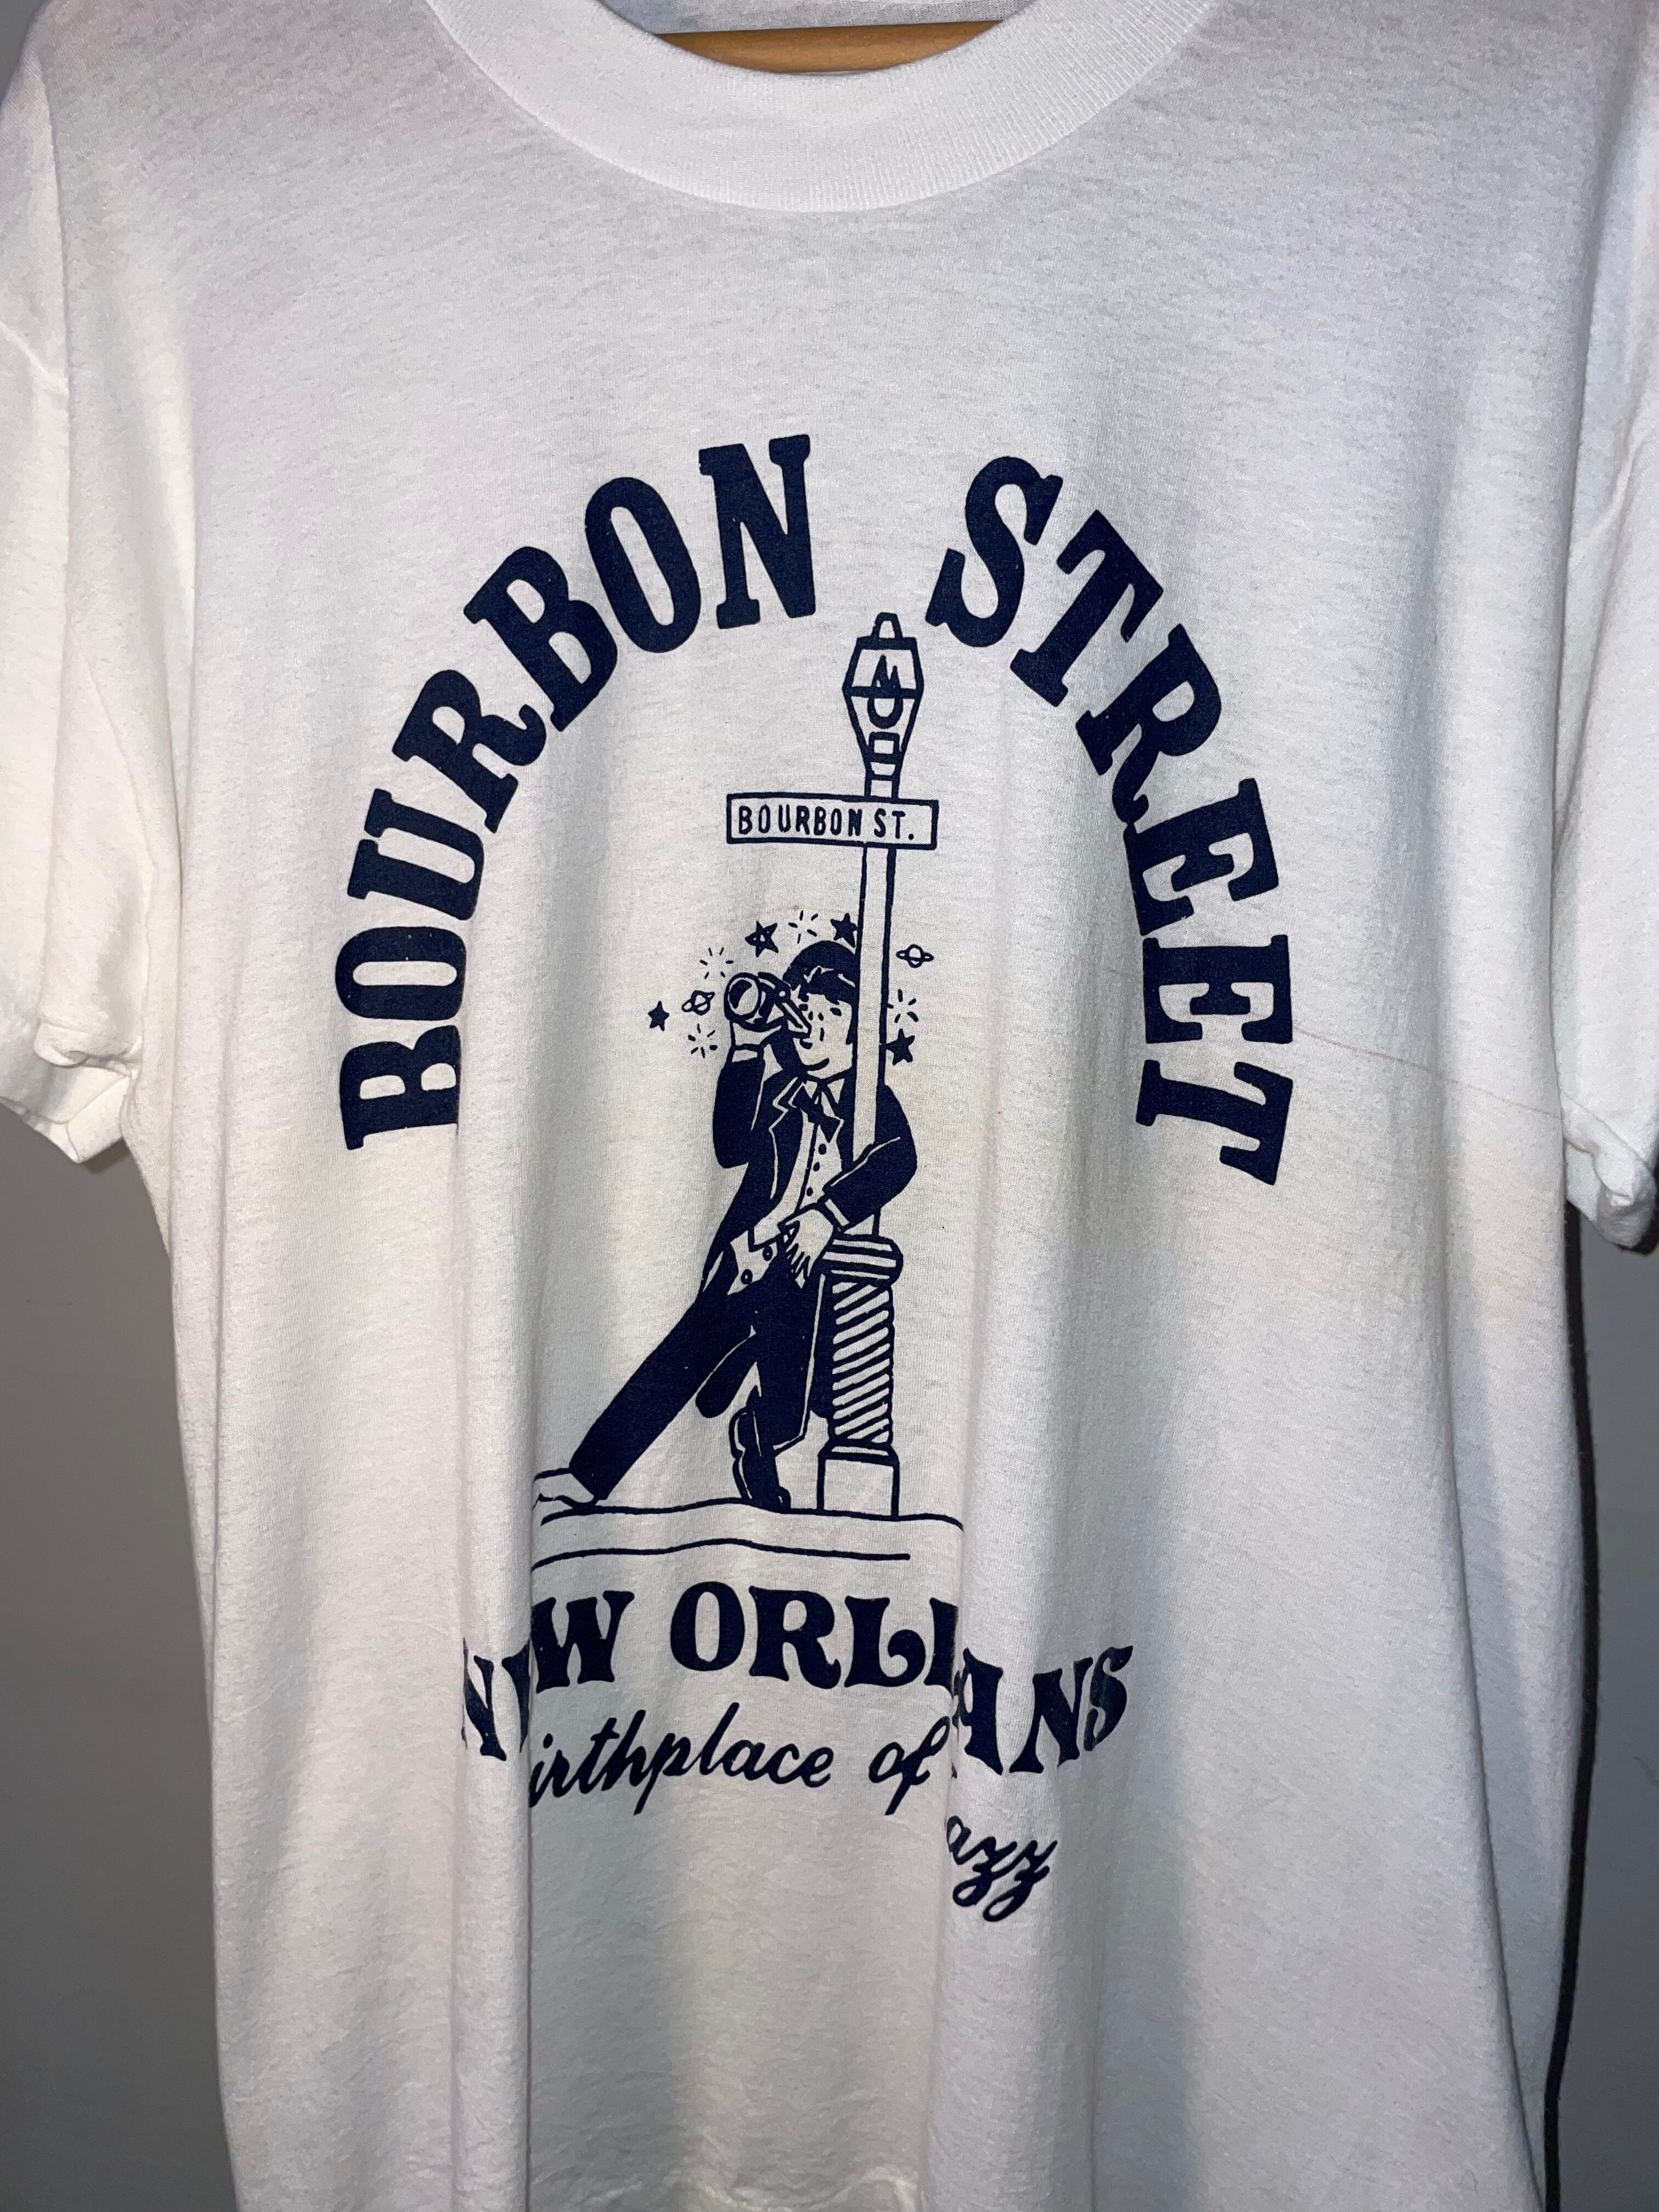 BOURBON STREET
BOURBON ST.
NEW ORLEANS
birthplace of jazz